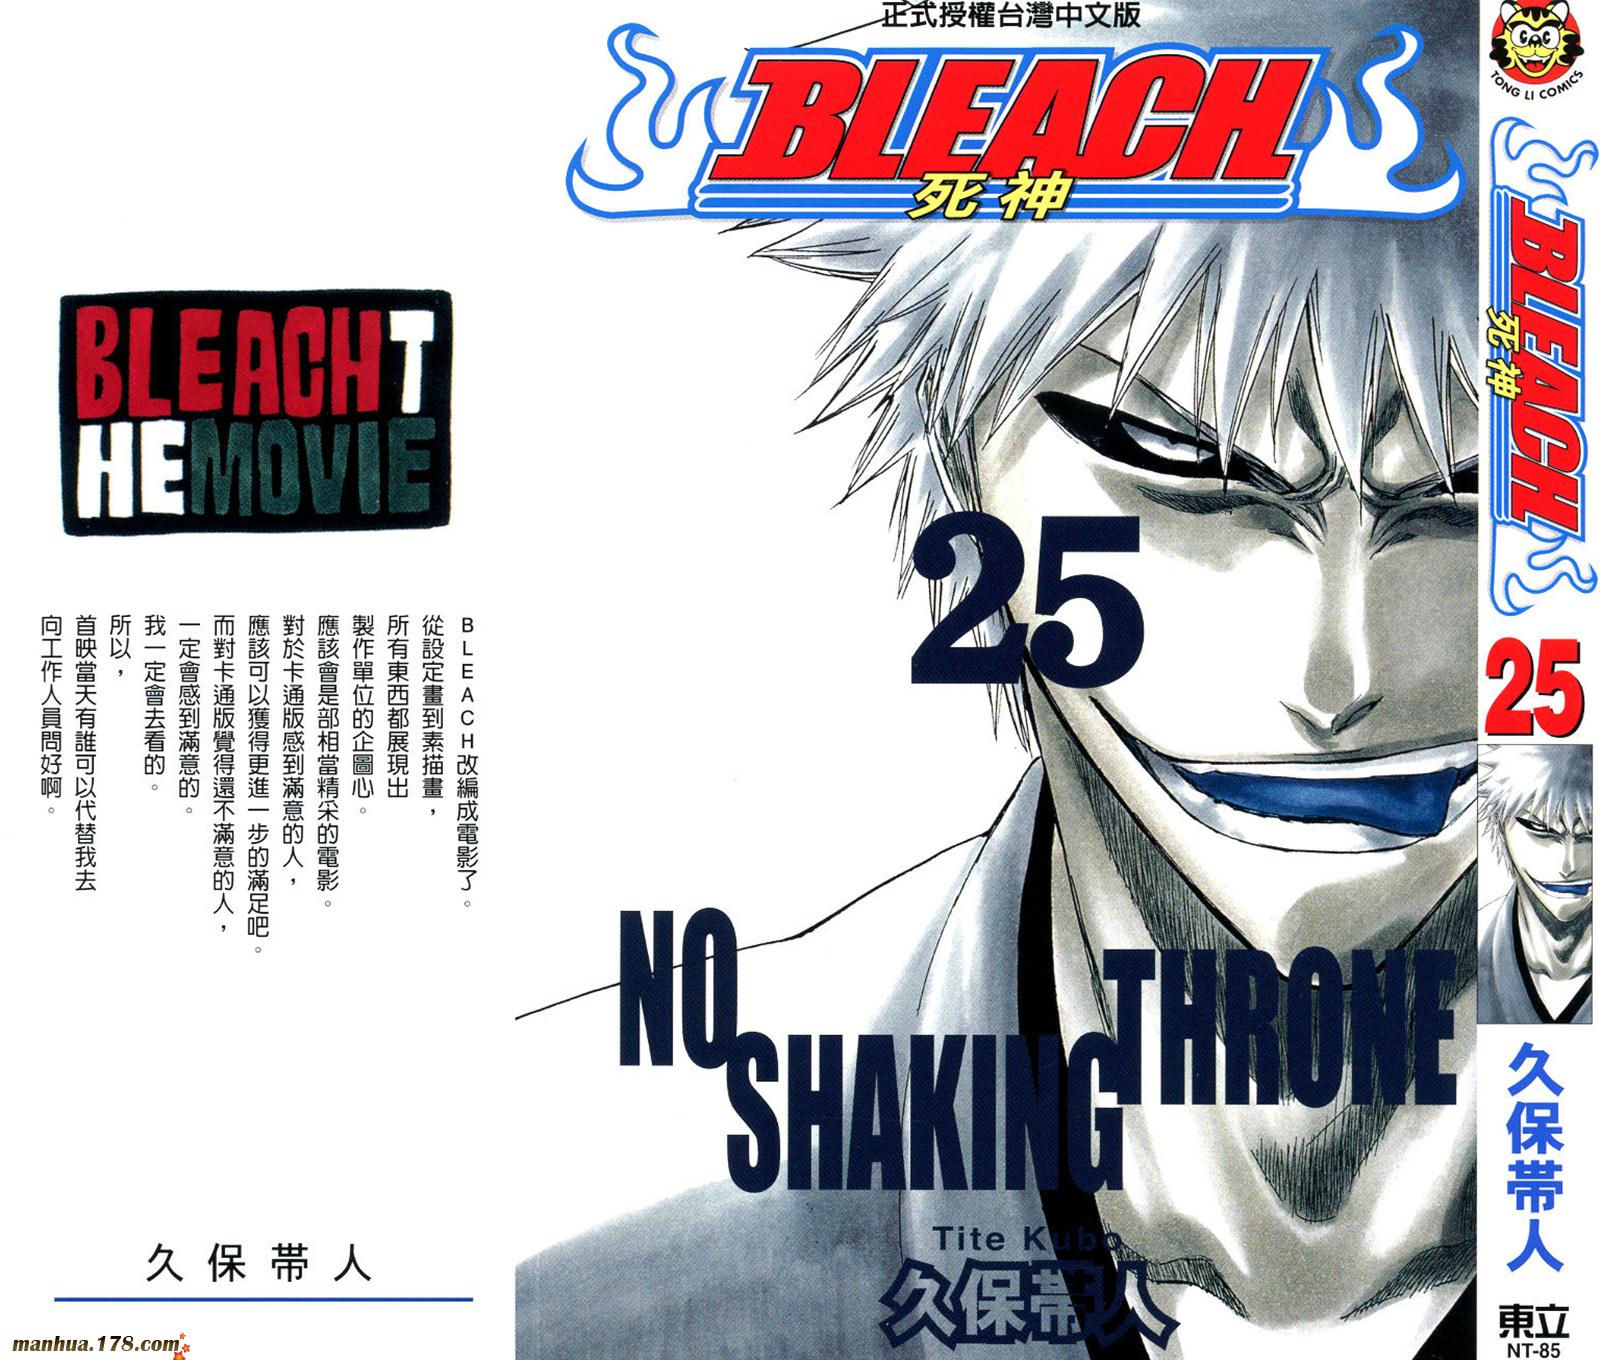 正式授權台灣中文版
BLEACH
死神
25
NO
SHAKING
THRONE
Tite Kubo
久保帯人
BLEACHT
HEMOVIE
BLEACH改編成電影了。
從設定畫到素描畫，
所有東西都展現出
製作單位的企圖心。
應該會是部相當精采的電影。
對於卡通版感到滿意的人，
應該可以獲得更進一步的滿足吧。
而對卡通版覺得還不滿意的人，
一定會感到滿意的。
我一定會去看的。
所以，
首映當天有誰可以代替我去
向工作人員問好啊。
久保帯人
manhua.178.com
TONG LI COMICS
BLEACH
死神
25
久保帯人
東立
NT-85